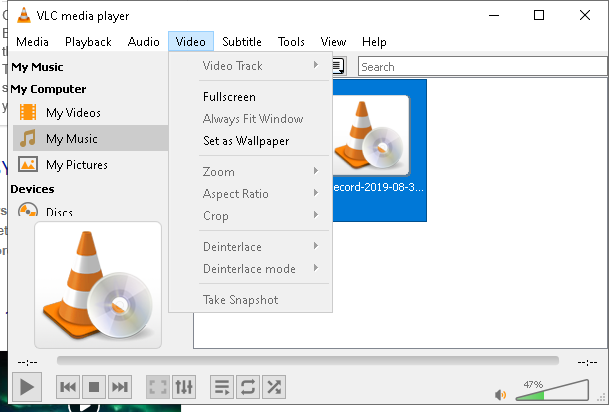 VLC media player
Media Playback Audio Video Subtitle Tools View Help
My Music
My Computer
My Videos
My Music
My Pictures
Devices
Discs
Video Track
Fullscreen
Always Fit Window
Set as Wallpaper
Zoom
Aspect Ratio
Crop
Deinterlace
Deinterlace mode
Take Snapshot
Search
ecord-2019-08-3...
--:--
--:--
47%